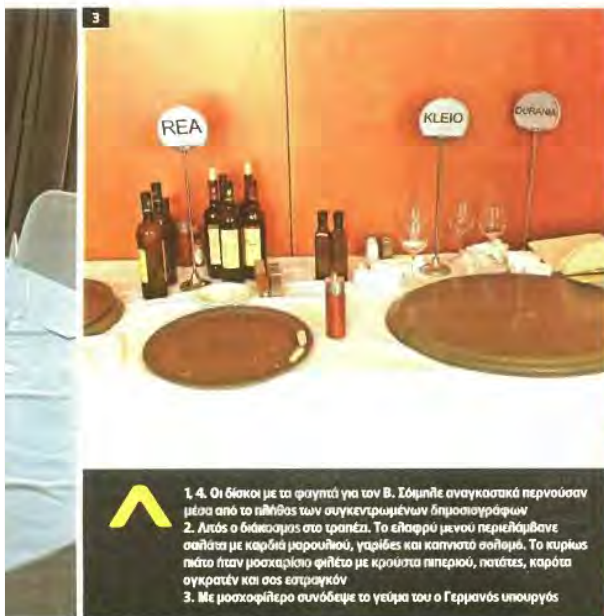 3
REA
KLEIO
OURANIA
1, 4. Οι δίσκοι με τα φαγητά για τον Β. Σόιμπλε αναγκαστικά περνούσαν
μέσα από το πλήθος των συγκεντρωμένων δημοσιογράφων
2. Λιτός ο διάκοσμος στο τραπέζι. Το ελαφρύ μενού περιελάμβανε
σαλάτα με καρδιά μαρουλιού, γαρίδες και καπνιστό σολομό. Το κυρίως
πιάτο ήταν μοσχαρίσιο φιλέτο με κρούστα πιπεριού, πατάτες, καρότα
ογκρατέν και σος εστραγκόν
3. Με μοσχοφίλερο συνόδεψε το γεύμα του ο Γερμανός υπουργός